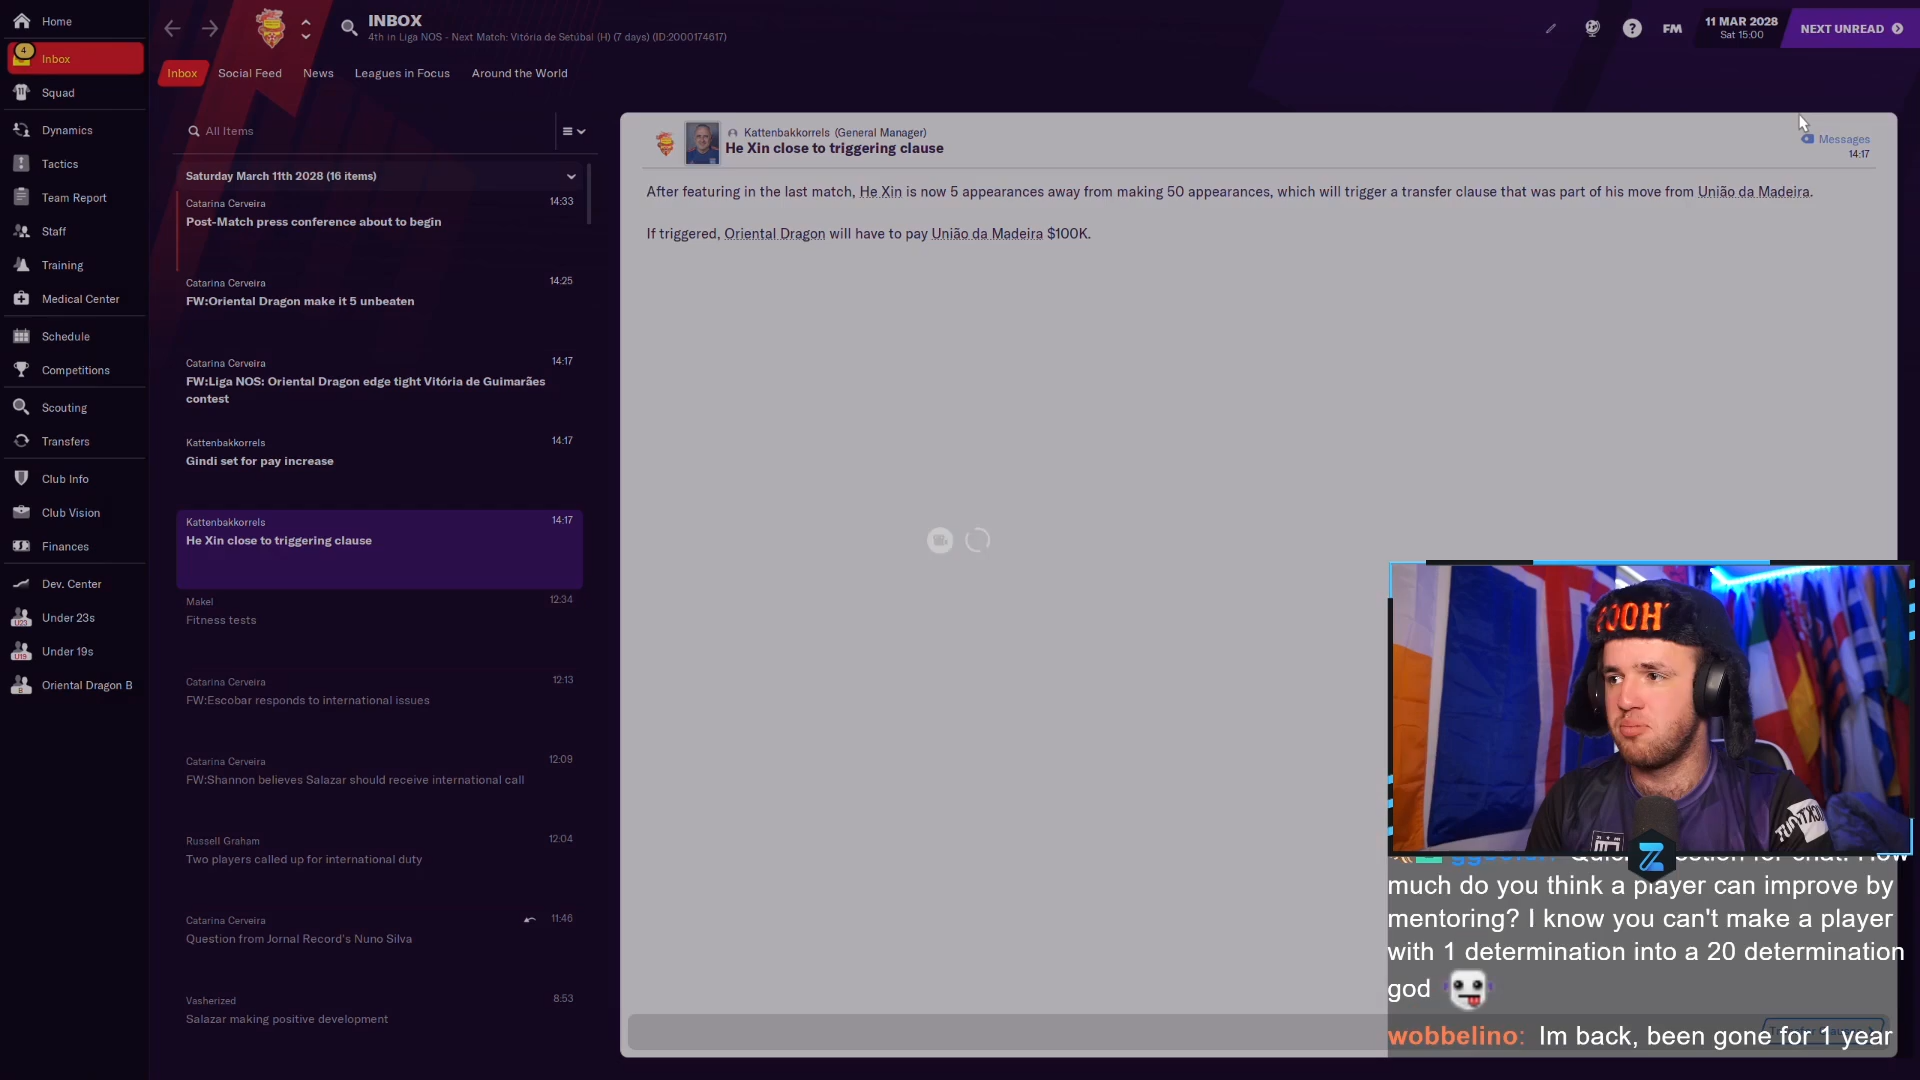 Home
4
Inbox
Squad
Dynamics
Tactics
Team Report
Staff
Training
Medical Center
Schedule
Competitions
Scouting
Transfers
Club Info
Club Vision
Finances
Dev. Center
U23
Under 23s
U19
Under 19s
B
Oriental Dragon B
INBOX
4th in Liga NOS - Next Match: Vitória de Setúbal (H) (7 days) (ID:2000174617)
?
FM
11 MAR 2028
Sat 15:00
NEXT UNREAD
Inbox
Social Feed
News
Leagues in Focus
Around the World
All Items
Saturday March 11th 2028 (16 items)
Catarina Cerveira 14:33
Post-Match press conference about to begin
Catarina Cerveira 14:25
FW:Oriental Dragon make it 5 unbeaten
Catarina Cerveira 14:17
FW:Liga NOS: Oriental Dragon edge tight Vitória de Guimarães
contest
Kattenbakkorrels 14:17
Gindi set for pay increase
Kattenbakkorrels 14:17
He Xin close to triggering clause
Makel 12:34
Fitness tests
Catarina Cerveira 12:13
FW:Escobar responds to international issues
Catarina Cerveira 12:09
FW:Shannon believes Salazar should receive international call
Russell Graham 12:04
Two players called up for international duty
Catarina Cerveira 11:46
Question from Jornal Record's Nuno Silva
Vasherized 8:53
Salazar making positive development
Kattenbakkorrels (General Manager)
He Xin close to triggering clause
Messages
14:17
After featuring in the last match, He Xin is now 5 appearances away from making 50 appearances, which will trigger a transfer clause that was part of his move from União da Madeira.
If triggered, Oriental Dragon will have to pay União da Madeira $100K.
Z
much do you think a player can improve by
mentoring? I know you can't make a player
with 1 determination into a 20 determination
god
wobbelino: Im back, been gone for 1 year